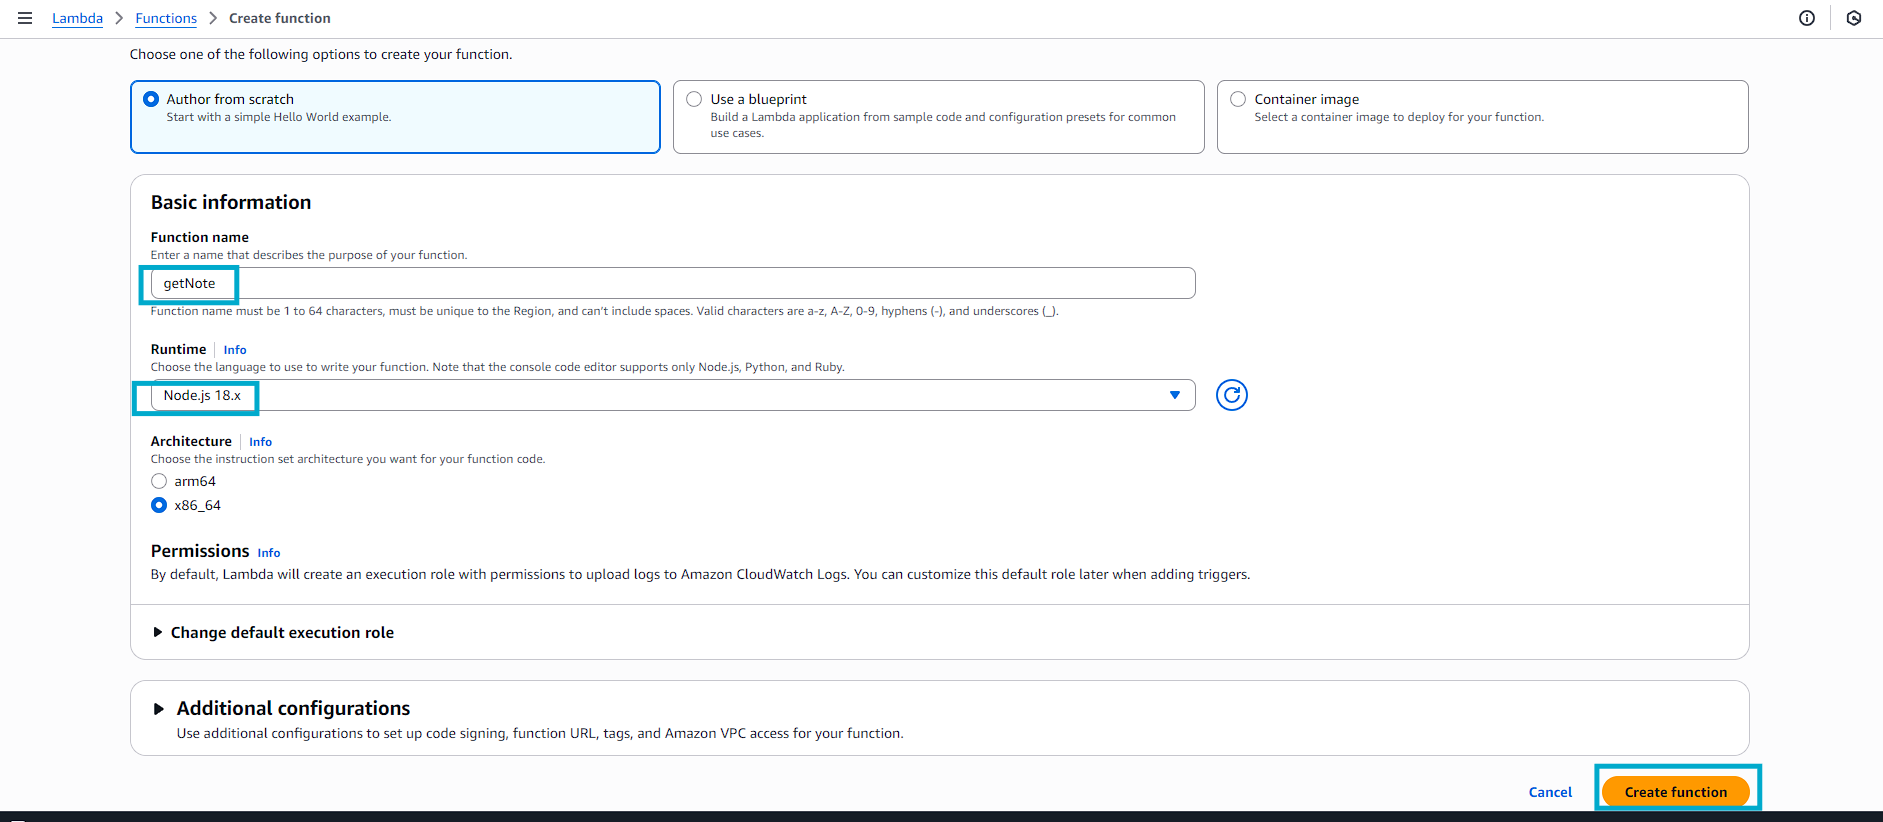 Lambda > Functions > Create function
Choose one of the following options to create your function.
Author from scratch
Start with a simple Hello World example.
Use a blueprint
Build a Lambda application from sample code and configuration presets for common
use cases.
Container image
Select a container image to deploy for your function.
Basic information
Function name
Enter a name that describes the purpose of your function.
getNote
Function name must be 1 to 64 characters, must be unique to the Region, and can't include spaces. Valid characters are a-z, A-Z, 0-9, hyphens (-), and underscores (_).
Runtime | Info
Choose the language to use to write your function. Note that the console code editor supports only Node.js, Python, and Ruby.
Node.js 18.x
Architecture | Info
Choose the instruction set architecture you want for your function code.
arm64
x86_64
Permissions Info
By default, Lambda will create an execution role with permissions to upload logs to Amazon CloudWatch Logs. You can customize this default role later when adding triggers.
Change default execution role
Additional configurations
Use additional configurations to set up code signing, function URL, tags, and Amazon VPC access for your function.
Cancel
Create function